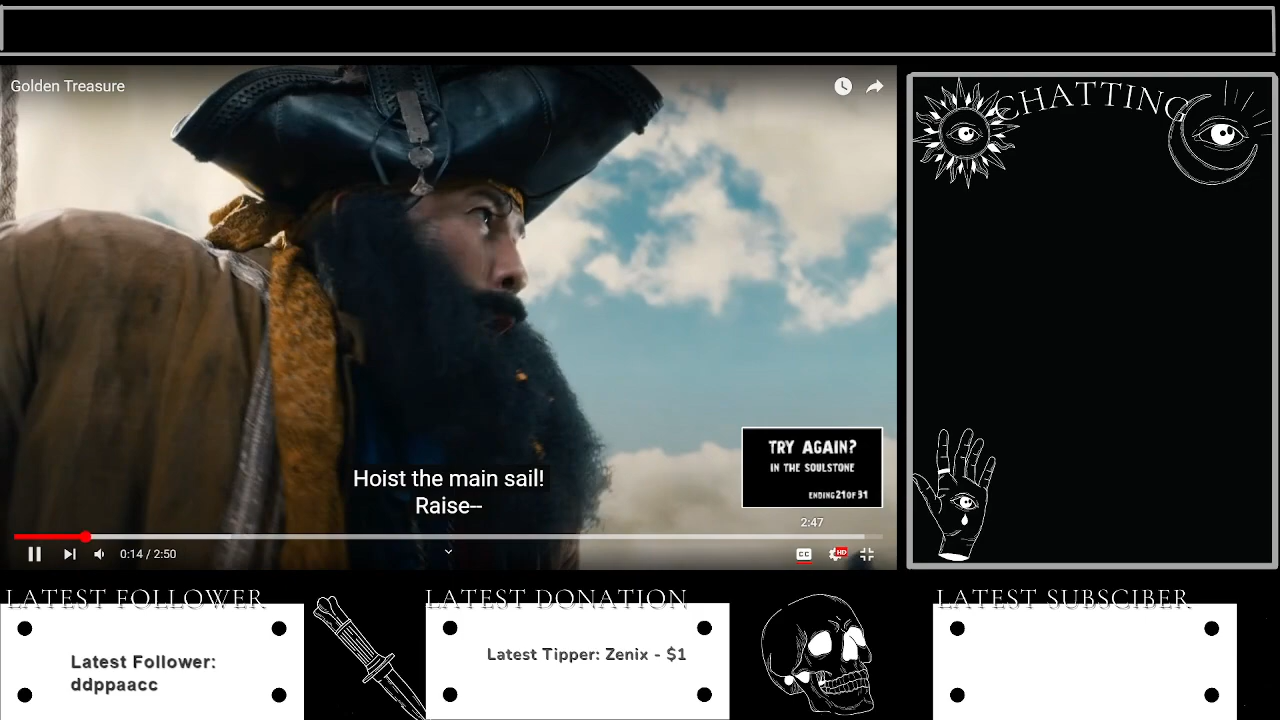 Golden Treasure
CHATTING
Hoist the main sail!
Raise--
TRY AGAIN?
IN THE SOULSTONE
ENDING 21 OF 31
2:47
0:14 / 2:50
CC
HD
LATEST FOLLOWER
LATEST DONATION
LATEST SUBSCIBER
Latest Follower:
ddppaacc
Latest Tipper: Zenix - $1